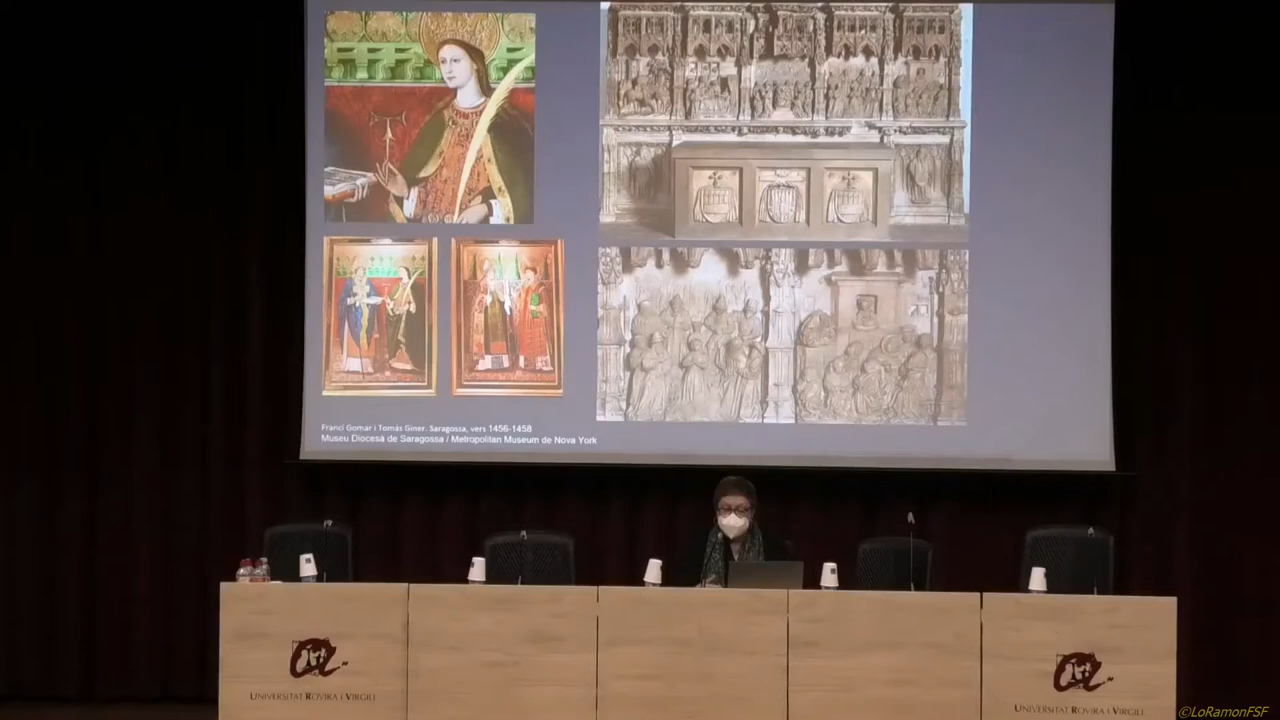 Francí Gomar i Tomás Giner. Saragossa, vers 1456-1458
Museu Diocesà de Saragossa / Metropolitan Museum de Nova York
UNIVERSITAT ROVIRA I VIRGILI
UNIVERSITAT ROVIRA I VIRGILI
©LoRamonFSF